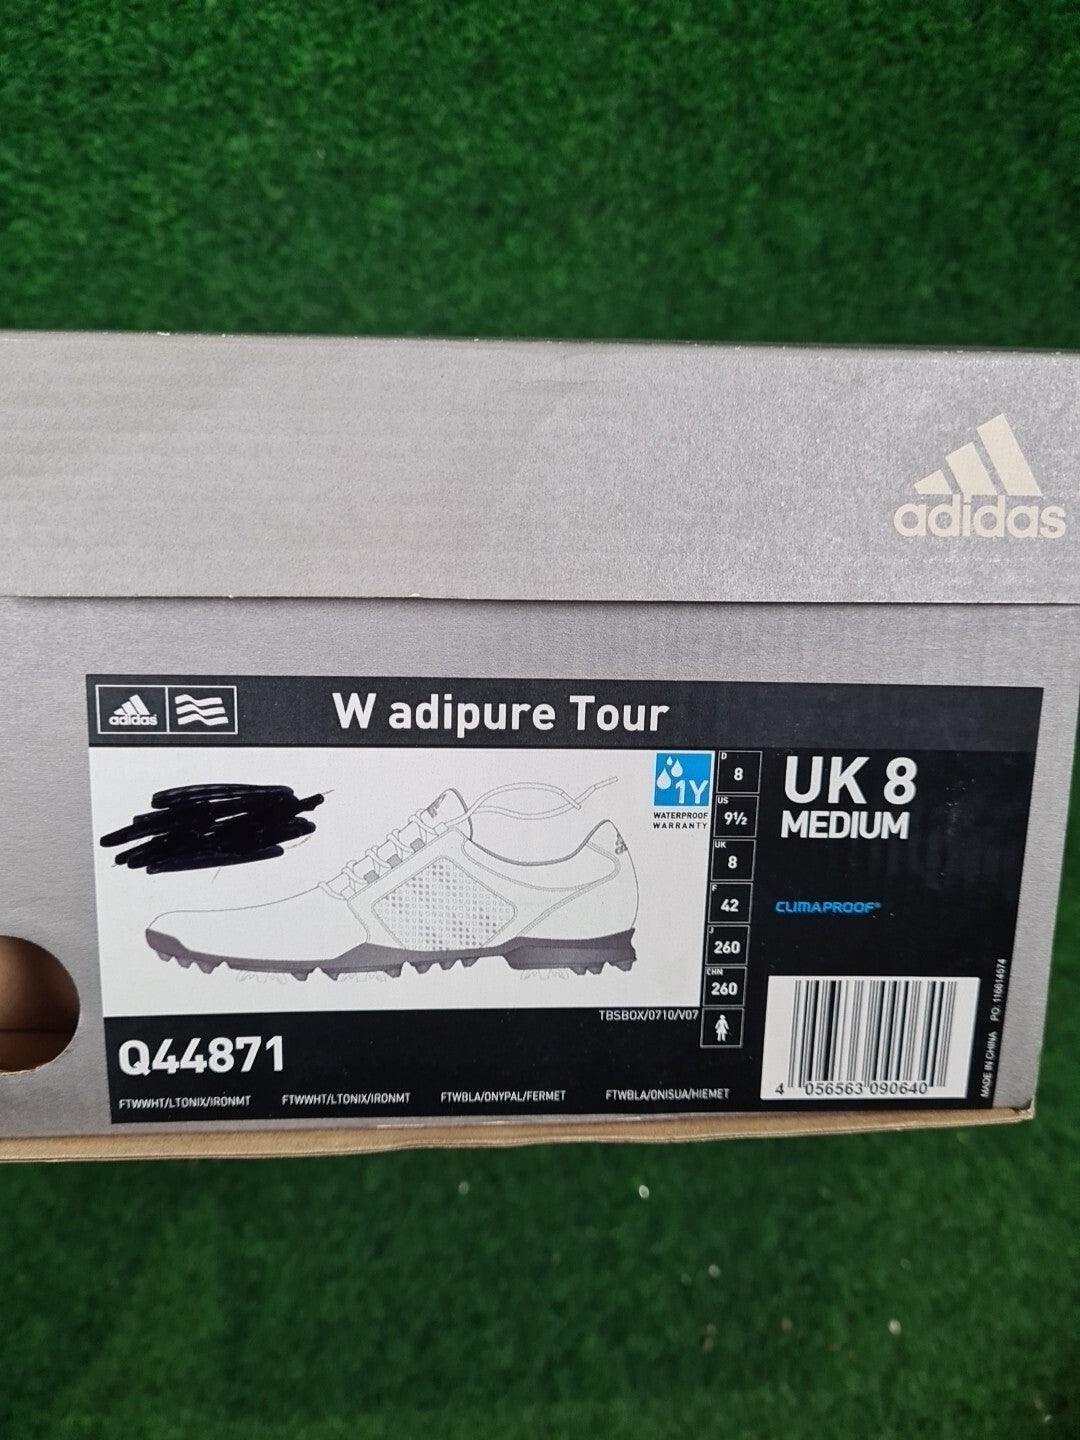 adidas
adidas
W adipure Tour
1Y
WATERPROOF
WARRANTY
D 8
US 9½
UK 8
F 42
J 260
CHN 260
UK 8
MEDIUM
CLIMAPROOF®
TBSBOX/0710/V07
Q44871
FTWWHT/LTONIX/IRONMT
FTWWHT/LTONIX/IRONMT
FTWBLA/ONYPAL/FERMET
FTWBLA/ONISUA/HIEMET
4 056563 090640
MADE IN CHINA PO: 116614574